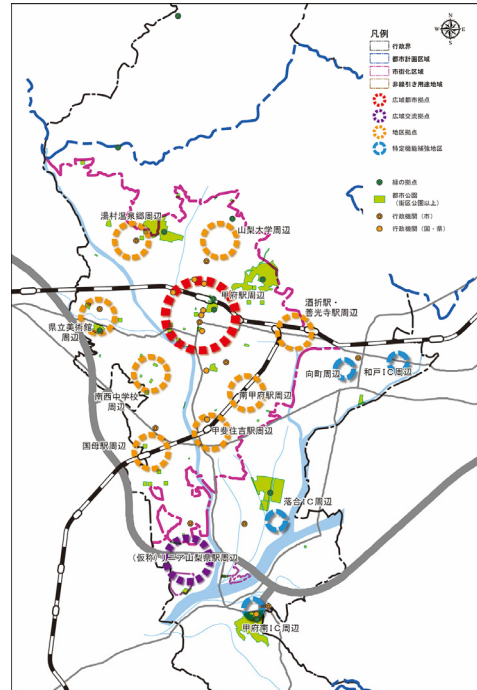 N
W
E
S
凡例
行政界
都市計画区域
市街化区域
非線引き用途地域
広域都市拠点
広域交流拠点
地区拠点
特定機能補強地区
緑の拠点
都市公園
(街区公園以上)
行政機関(市)
行政機関(国・県)
湯村温泉郷周辺
山梨大学周辺
甲府駅周辺
酒折駅・
善光寺駅周辺
県立美術館
周辺
向町周辺
和戸IC周辺
南西中学校
周辺
南甲府駅周辺
甲斐住吉駅周辺
国母駅周辺
落合IC周辺
(仮称)リニア山梨県駅周辺
甲府南IC周辺